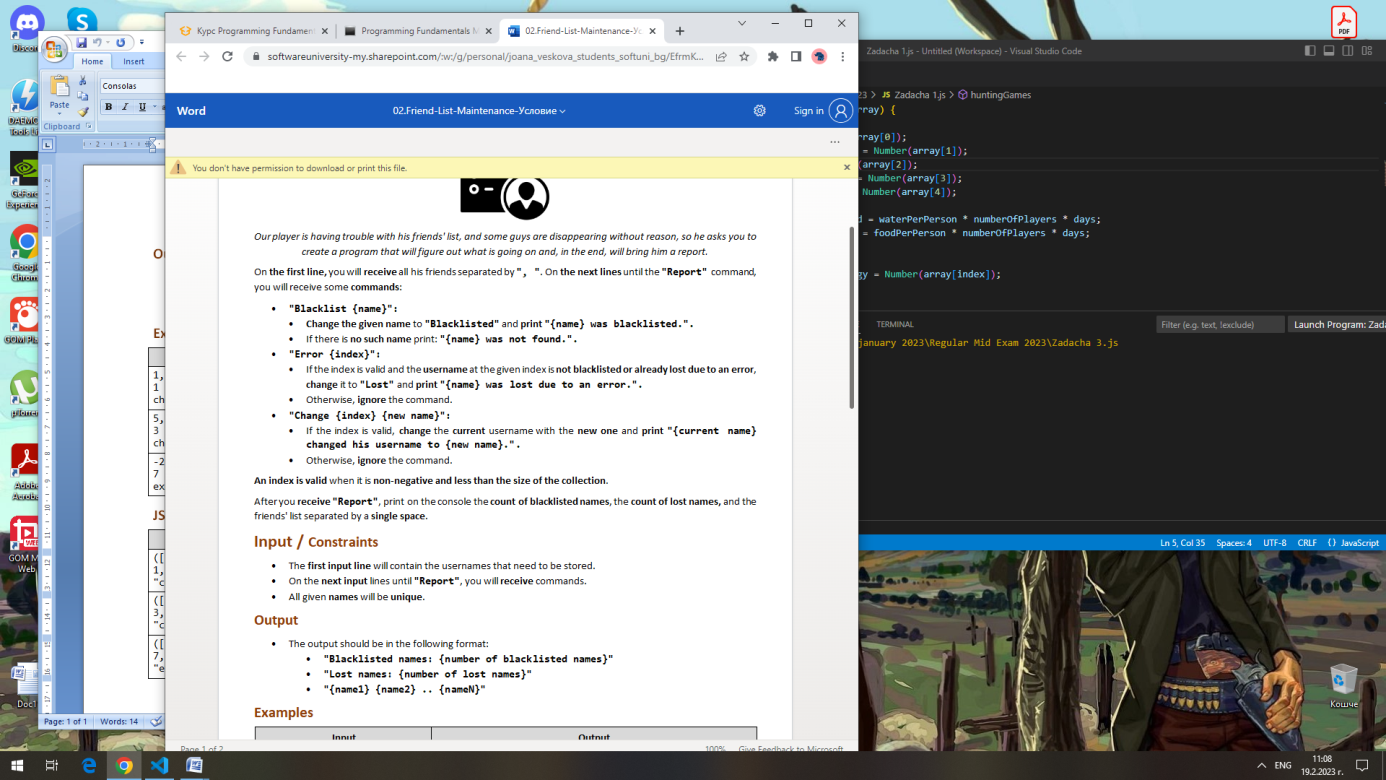 Discor
DAEMO
Tools Li
GeForc
Experien
Google
Chrom
GOM Pl
µTorren
Adobe
Acroba
GOM M
Web
Doc1
PDF
Кошче
Home Insert
Paste
Clipboard
Consolas
B I U
Page: 1 of 1 Words: 14
Курс Programming Fundament
Programming Fundamentals M
02.Friend-List-Maintenance-Ус
softwareuniversity-my.sharepoint.com/:w:/g/personal/joana_veskova_students_softuni_bg/EfrmK...
Word
02.Friend-List-Maintenance-Условие
Sign in
You don't have permission to download or print this file.
Our player is having trouble with his friends' list, and some guys are disappearing without reason, so he asks you to
create a program that will figure out what is going on and, in the end, will bring him a report.
On the first line, you will receive all his friends separated by ", ". On the next lines until the "Report" command,
you will receive some commands:
• "Blacklist {name}":
• Change the given name to "Blacklisted" and print "{name} was blacklisted.".
• If there is no such name print: "{name} was not found.".
• "Error {index}":
• If the index is valid and the username at the given index is not blacklisted or already lost due to an error,
change it to "Lost" and print "{name} was lost due to an error.".
• Otherwise, ignore the command.
• "Change {index} {new name}":
• If the index is valid, change the current username with the new one and print "{current name}
changed his username to {new name}.".
• Otherwise, ignore the command.
An index is valid when it is non-negative and less than the size of the collection.
After you receive "Report", print on the console the count of blacklisted names, the count of lost names, and the
friends' list separated by a single space.
Input / Constraints
• The first input line will contain the usernames that need to be stored.
• On the next input lines until "Report", you will receive commands.
• All given names will be unique.
Output
• The output should be in the following format:
• "Blacklisted names: {number of blacklisted names}"
• "Lost names: {number of lost names}"
• "{name1} {name2} .. {nameN}"
Examples
Input Output
Page 1 of 2
100% Give Feedback to Microsoft
Zadacha 1.js - Untitled (Workspace) - Visual Studio Code
23 > JS Zadacha 1.js > huntingGames
rray) {
rray[0]);
= Number(array[1]);
(array[2]);
= Number(array[3]);
Number(array[4]);
d = waterPerPerson * numberOfPlayers * days;
= foodPerPerson * numberOfPlayers * days;
gy = Number(array[index]);
TERMINAL
Filter (e.g. text, !exclude)
Launch Program: Zada
january 2023\Regular Mid Exam 2023\Zadacha 3.js
Ln 5, Col 35 Spaces: 4 UTF-8 CRLF {} JavaScript
ENG
11:08
19.2.2023 г.